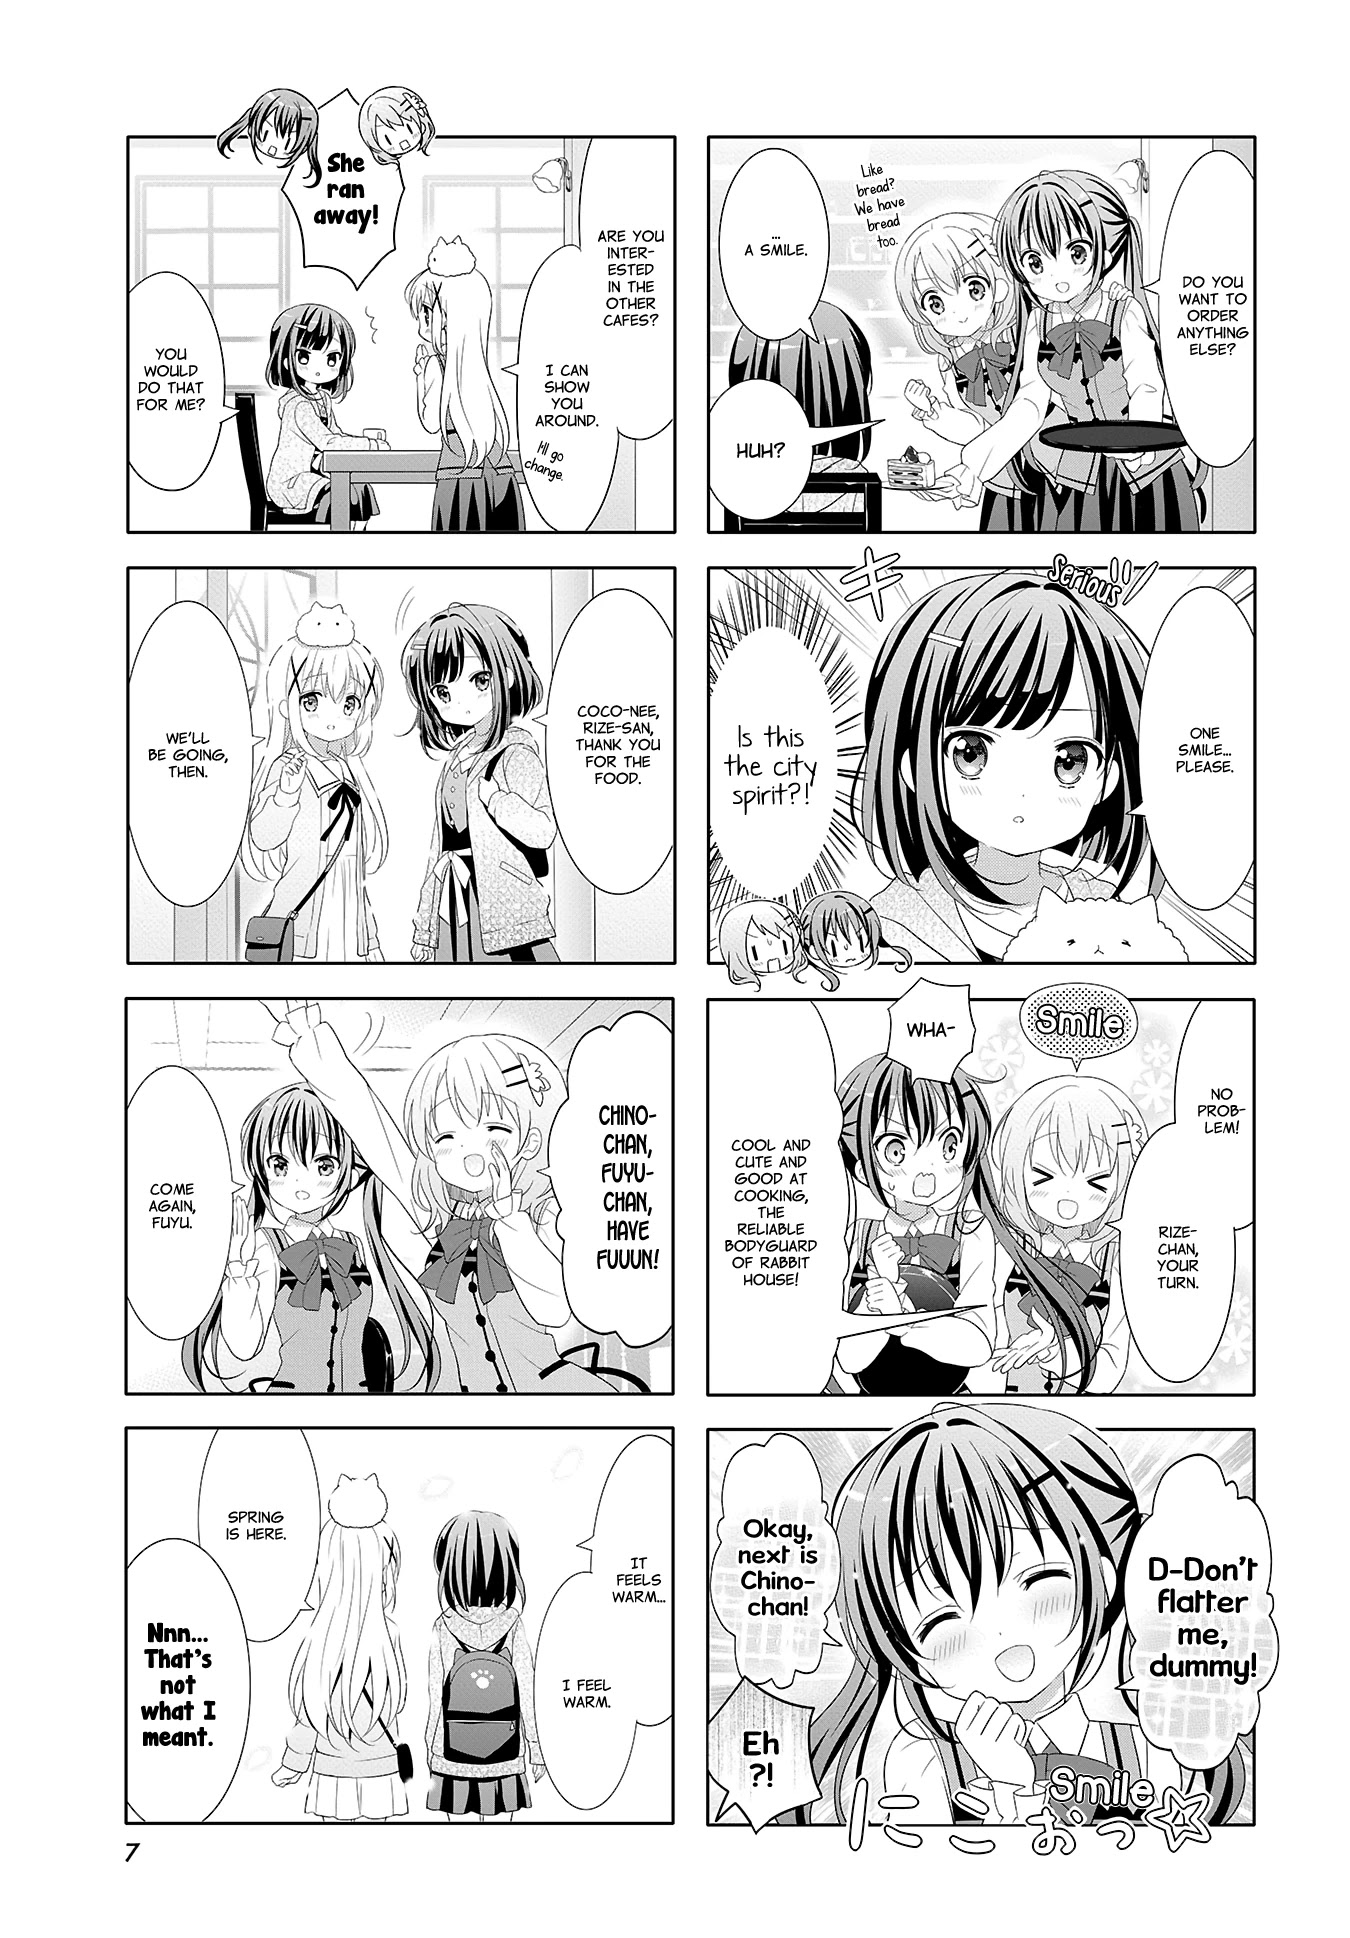 DO YOU
WANT TO
ORDER
ANYTHING
ELSE?
Like
bread?
We have
bread
too.
...
A SMILE.
HUH?
Serious
ONE
SMILE...
PLEASE.
Is this
the city
spirit?!
Smile
NO
PROB-
LEM!
RIZE-
CHAN,
YOUR
TURN.
WHA-
COOL AND
CUTE AND
GOOD AT
COOKING,
THE
RELIABLE
BODYGUARD
OF RABBIT
HOUSE!
D-Don't
flatter
me,
dummy!
Okay,
next is
Chino-
chan!
Eh
?!
Smile
にこおっ☆
She
ran
away!
ARE YOU
INTER-
ESTED
IN THE
OTHER
CAFES?
I CAN
SHOW
YOU
AROUND.
I'll go
change.
YOU
WOULD
DO THAT
FOR ME?
COCO-NEE,
RIZE-SAN,
THANK YOU
FOR THE
FOOD.
WE'LL
BE GOING,
THEN.
CHINO-
CHAN,
FUYU-
CHAN,
HAVE
FUUUN!
COME
AGAIN,
FUYU.
IT
FEELS
WARM...
I FEEL
WARM.
SPRING
IS HERE.
Nnn...
That's
not
what I
meant.
7